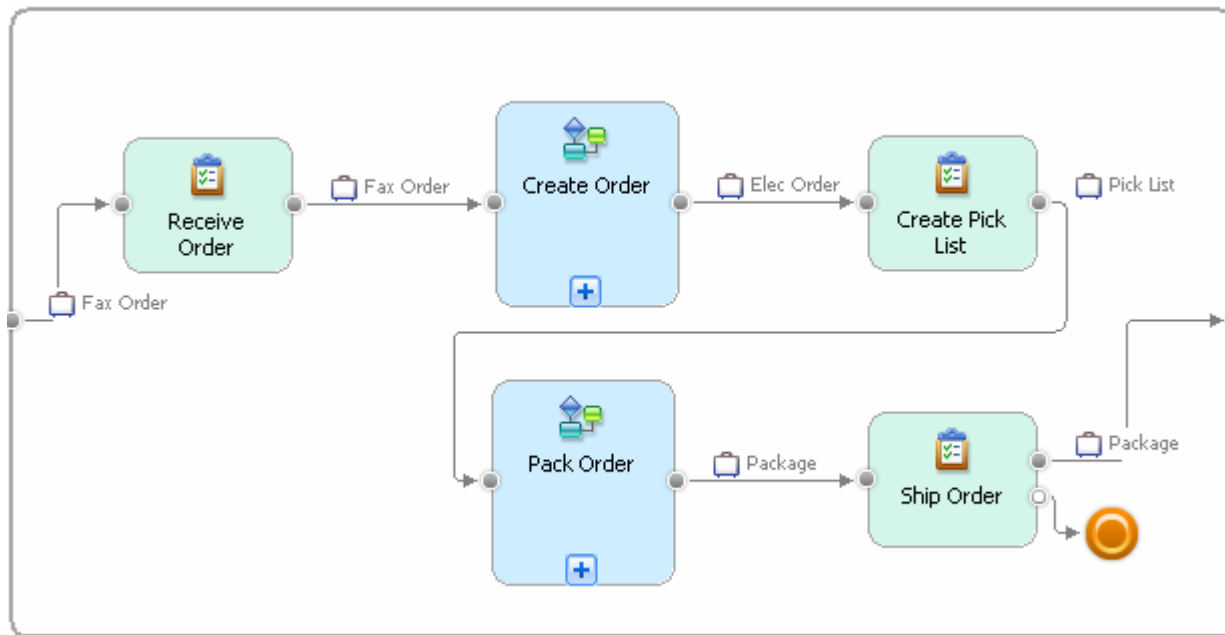 Receive
Order
Fax Order
Fax Order
Create Order
Elec Order
Create Pick
List
Pick List
Pack Order
Package
Ship Order
Package